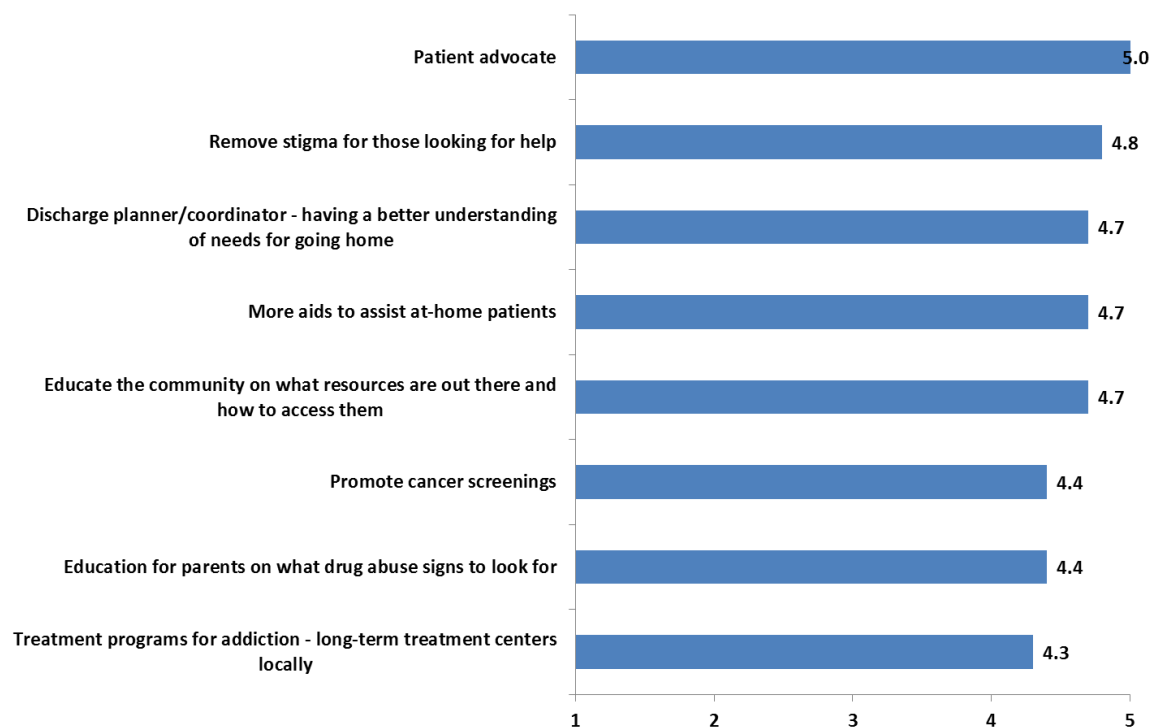 Patient advocate
5.0
Remove stigma for those looking for help
4.8
Discharge planner/coordinator - having a better understanding
of needs for going home
4.7
More aids to assist at-home patients
4.7
Educate the community on what resources are out there and
how to access them
4.7
Promote cancer screenings
4.4
Education for parents on what drug abuse signs to look for
4.4
Treatment programs for addiction - long-term treatment centers
locally
4.3
1 2 3 4 5